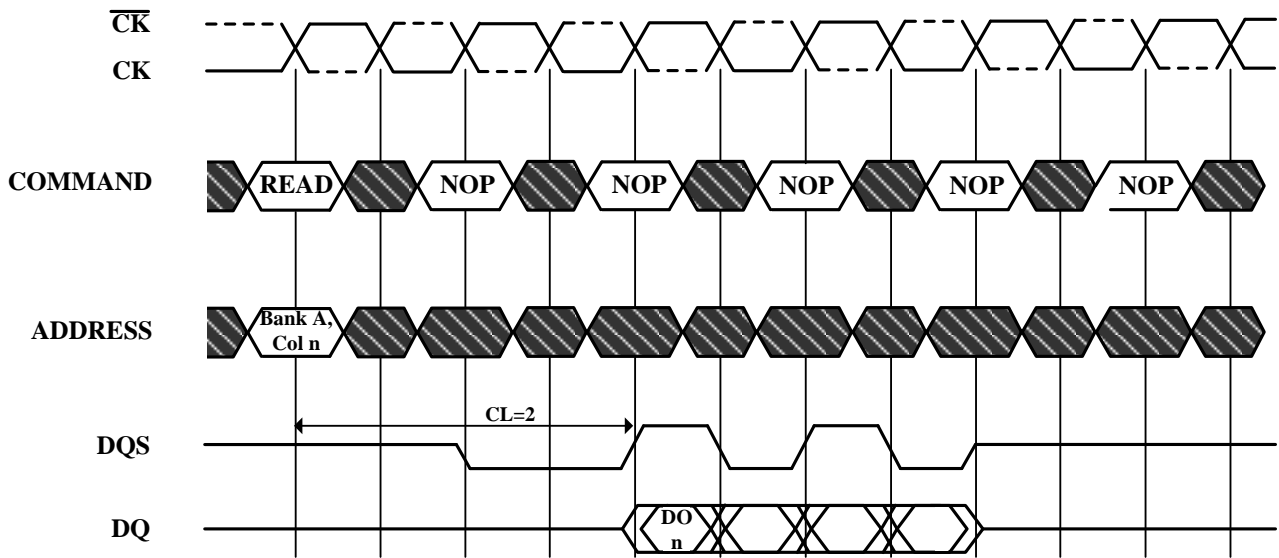 CK
CK
COMMAND
READ
NOP
NOP
NOP
NOP
NOP
ADDRESS
Bank A,
Col n
CL=2
DQS
DQ
DO
n